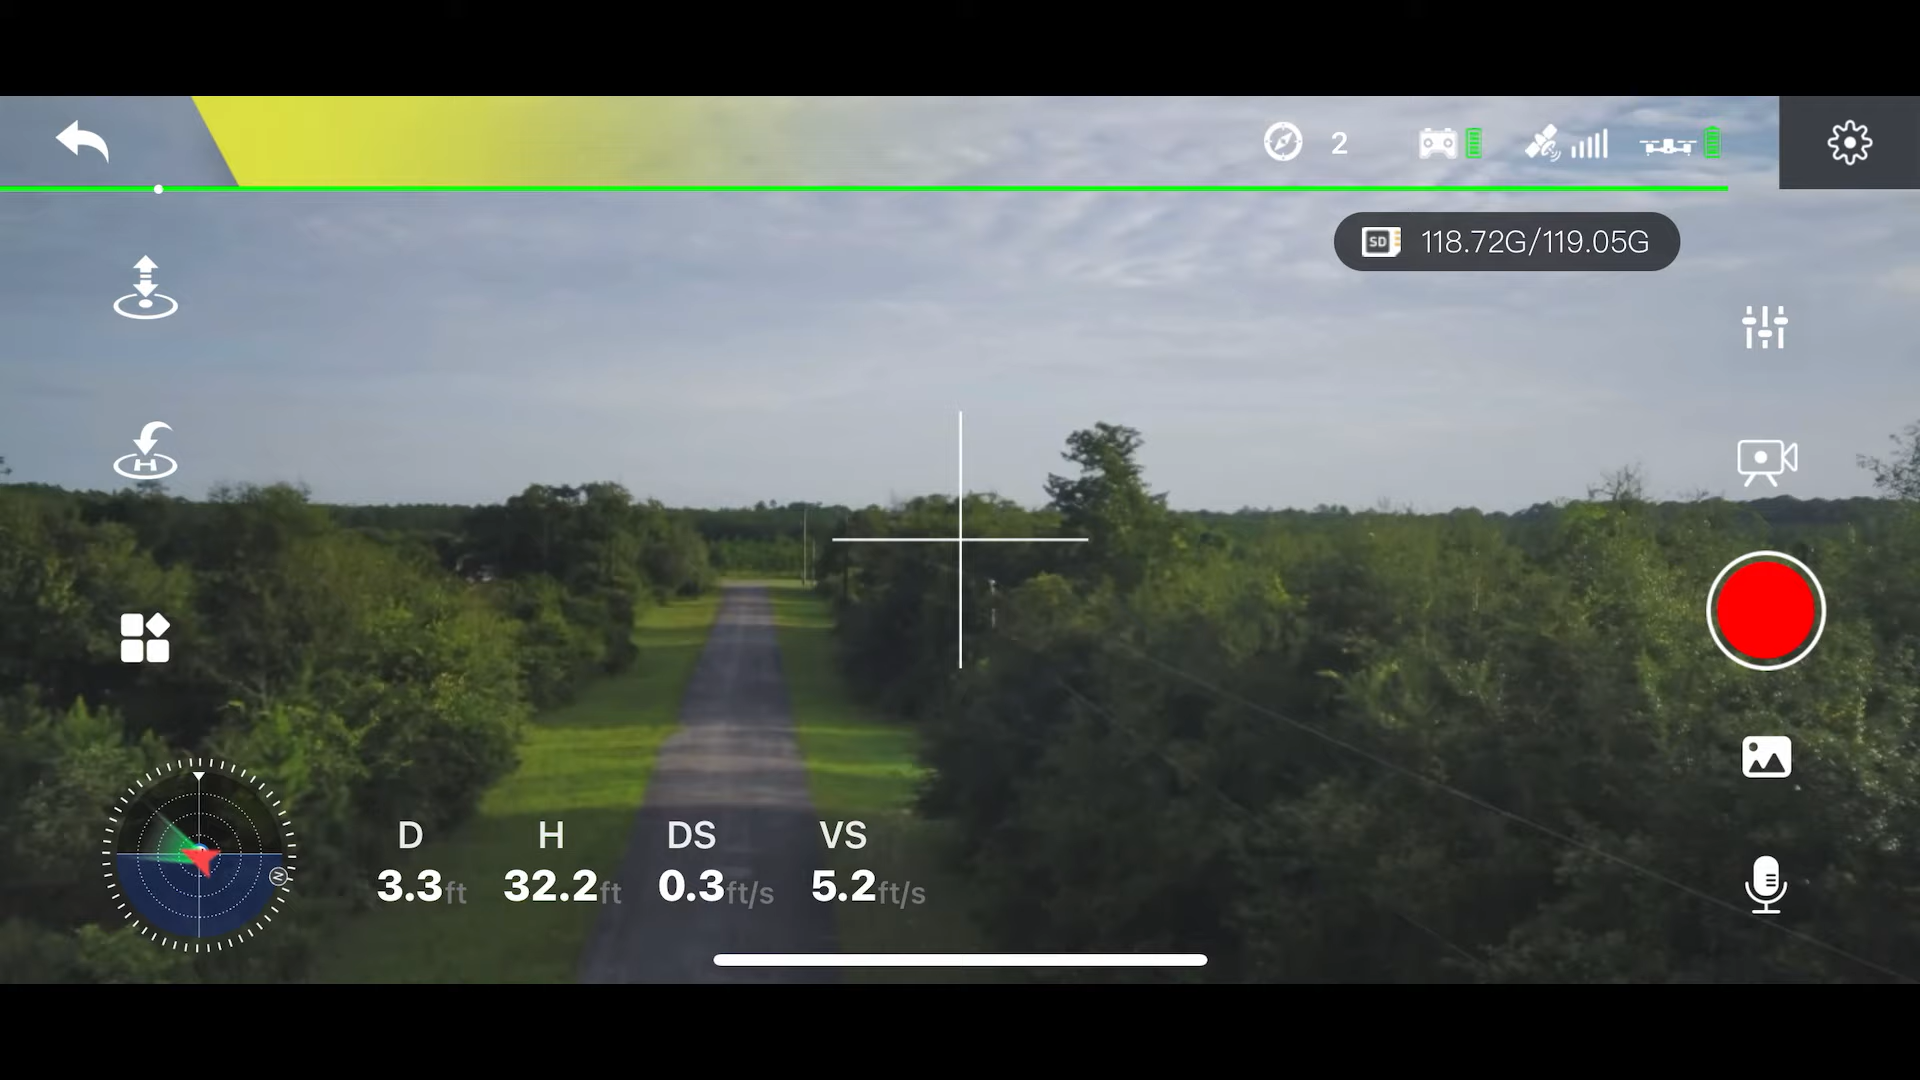 2
SD 118.72G/119.05G
H
D H DS VS
3.3ft 32.2ft 0.3ft/s 5.2ft/s
N